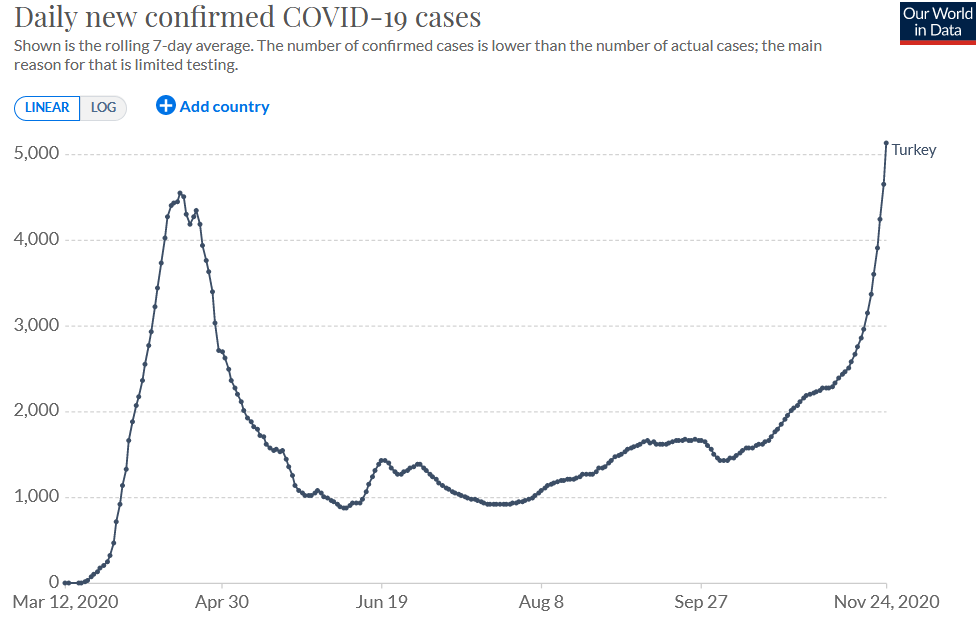 Daily new confirmed COVID-19 cases
Our World
in Data
Shown is the rolling 7-day average. The number of confirmed cases is lower than the number of actual cases; the main
reason for that is limited testing.
LINEAR LOG Add country
5,000
Turkey
4,000
3,000
2,000
1,000
0
Mar 12, 2020 Apr 30 Jun 19 Aug 8 Sep 27 Nov 24, 2020